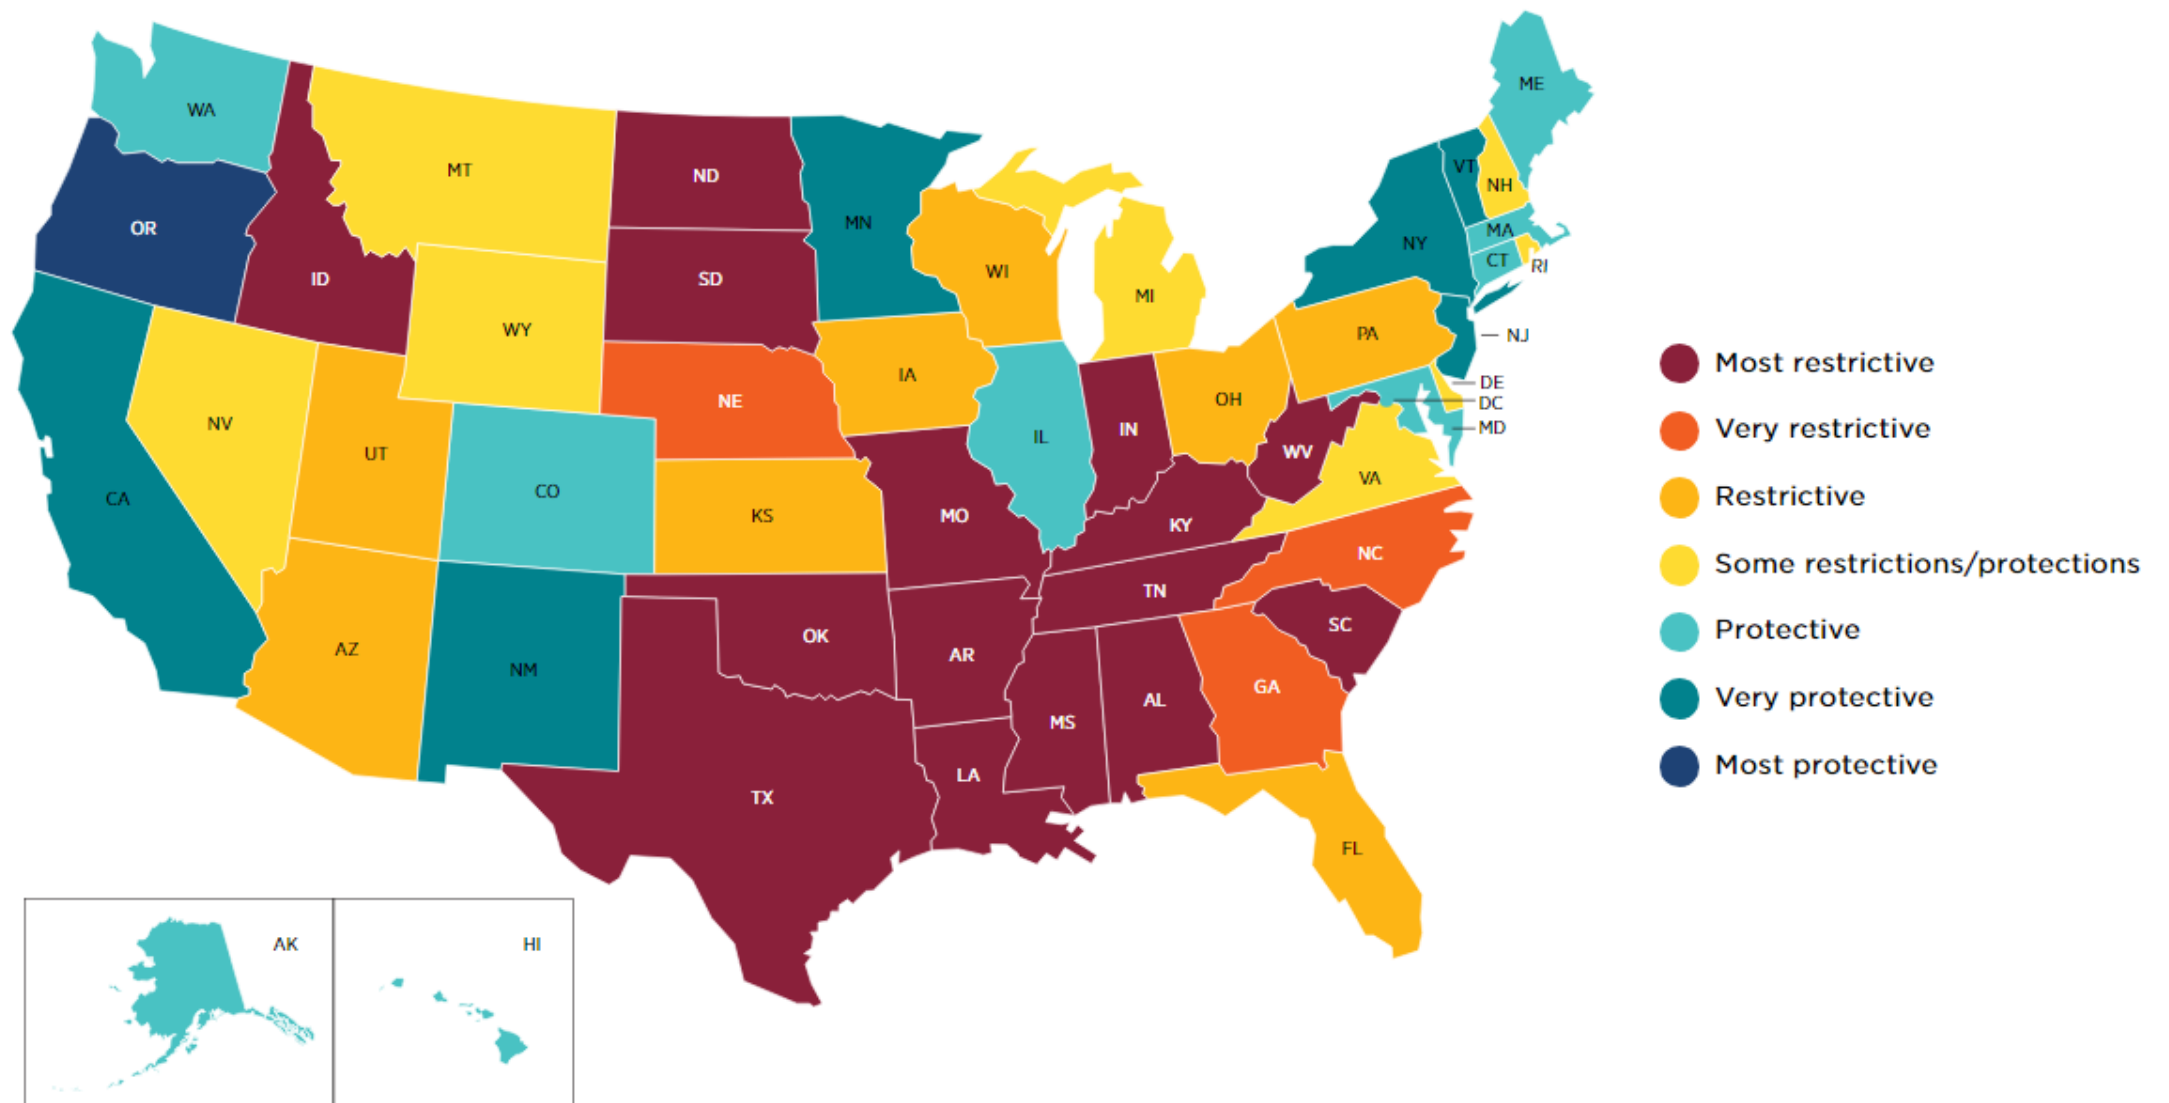 ME
WA
MT
ND
VT
NH
OR
MN
MA
NY
CT
RI
ID
SD
WI
MI
WY
PA
NJ
IA
OH
DE
NE
DC
NV
IL
IN
MD
UT
WV
CO
VA
CA
KS
MO
KY
NC
TN
OK
SC
AZ
AR
NM
GA
AL
MS
LA
TX
FL
AK
HI
Most restrictive
Very restrictive
Restrictive
Some restrictions/protections
Protective
Very protective
Most protective